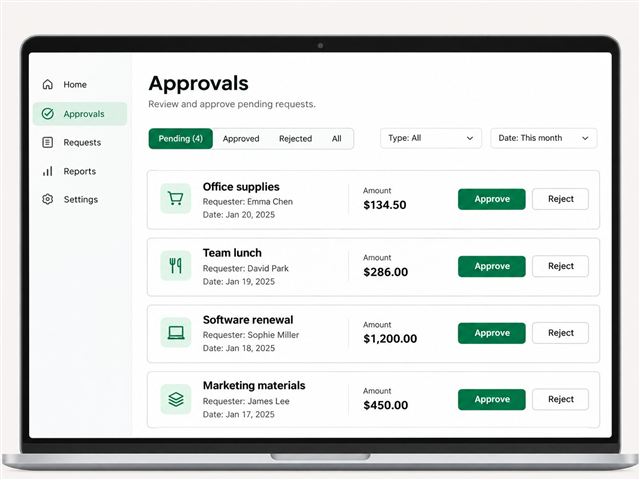 Home
Approvals
Requests
Reports
Settings
Approvals
Review and approve pending requests.
Pending (4) Approved Rejected All
Type: All
Date: This month
Office supplies
Requester: Emma Chen
Date: Jan 20, 2025
Amount
$134.50
Approve Reject
Team lunch
Requester: David Park
Date: Jan 19, 2025
Amount
$286.00
Approve Reject
Software renewal
Requester: Sophie Miller
Date: Jan 18, 2025
Amount
$1,200.00
Approve Reject
Marketing materials
Requester: James Lee
Date: Jan 17, 2025
Amount
$450.00
Approve Reject